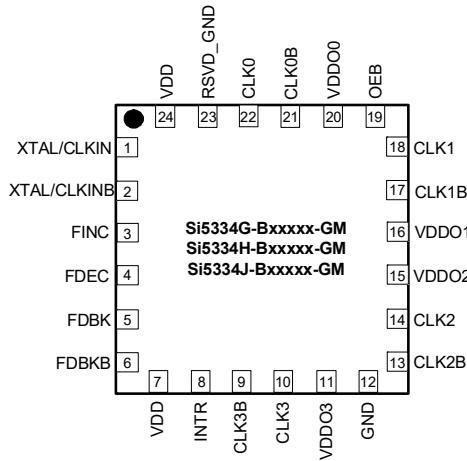 VDD
RSVD_GND
CLK0
CLK0B
VDDO0
OEB
24
23
22
21
20
19
XTAL/CLKIN 1
XTAL/CLKINB 2
FINC 3
FDEC 4
FDBK 5
FDBKB 6
Si5334G-Bxxxxx-GM
Si5334H-Bxxxxx-GM
Si5334J-Bxxxxx-GM
18 CLK1
17 CLK1B
16 VDDO1
15 VDDO2
14 CLK2
13 CLK2B
7
8
9
10
11
12
VDD
INTR
CLK3B
CLK3
VDDO3
GND